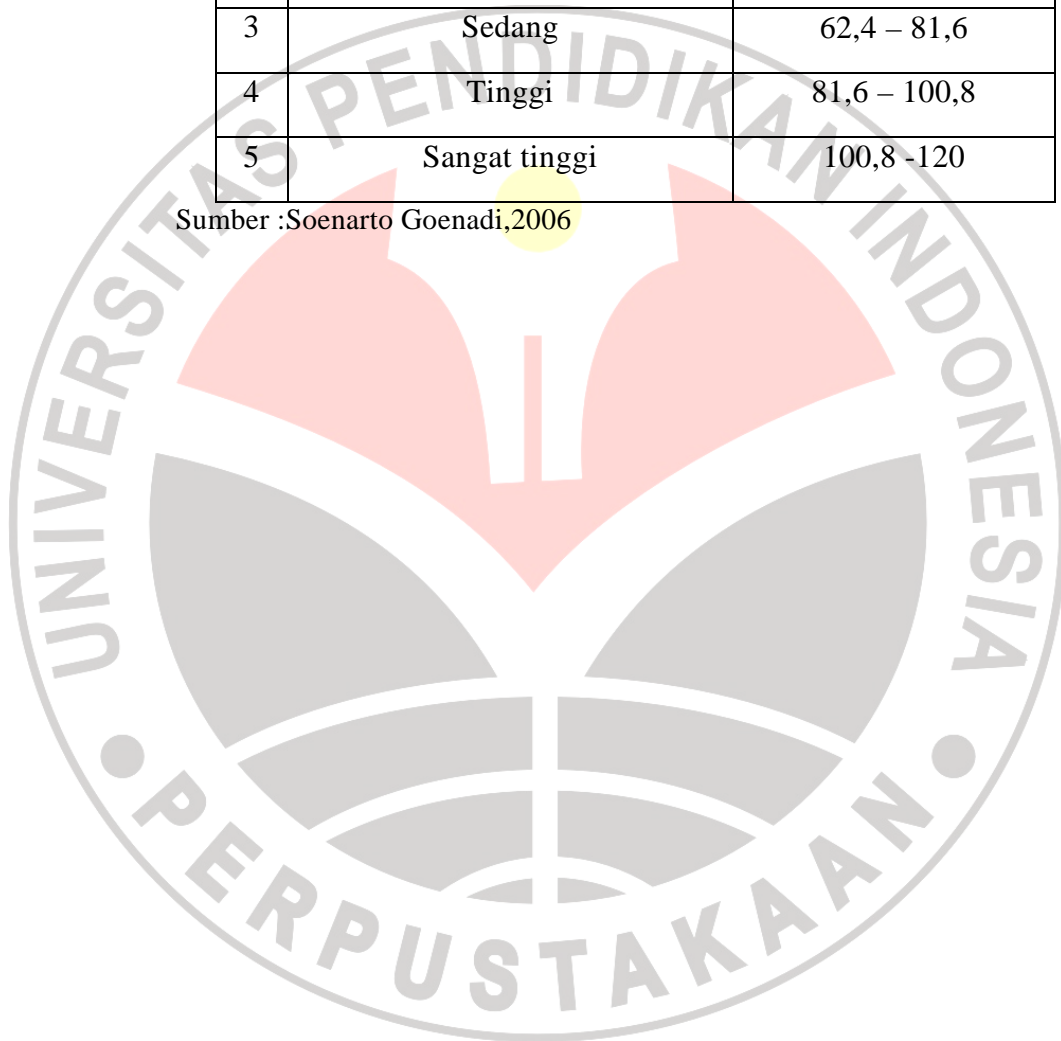 3 Sedang 62,4 – 81,6
4 Tinggi 81,6 – 100,8
5 Sangat tinggi 100,8 -120
Sumber :Soenarto Goenadi,2006
UNIVERSITAS PENDIDIKAN INDONESIA
PERPUSTAKAAN